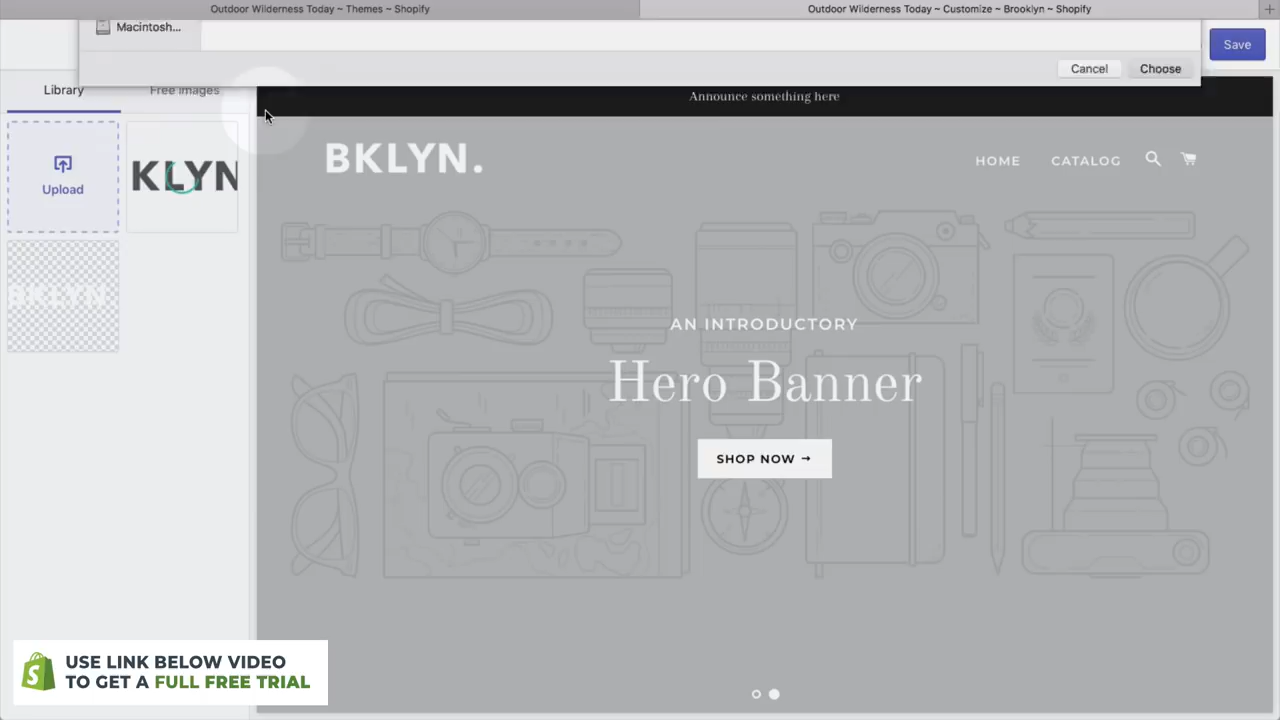 Outdoor Wilderness Today ~ Themes ~ Shopify
Outdoor Wilderness Today ~ Customize ~ Brooklyn ~ Shopify
Macintosh...
Cancel
Choose
Save
Library
Free images
Upload
KLYN
BKLYN
Announce something here
BKLYN.
HOME
CATALOG
AN INTRODUCTORY
Hero Banner
SHOP NOW →
USE LINK BELOW VIDEO
TO GET A FULL FREE TRIAL